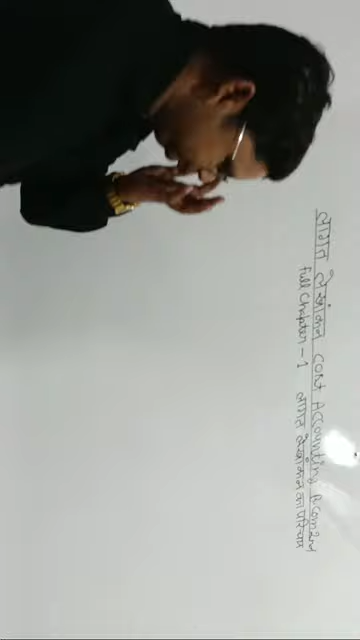 लागत लेखांकन Cost Accounting B.com 2nd
Full Chapter - 1 लागत लेखांकन का परिचय